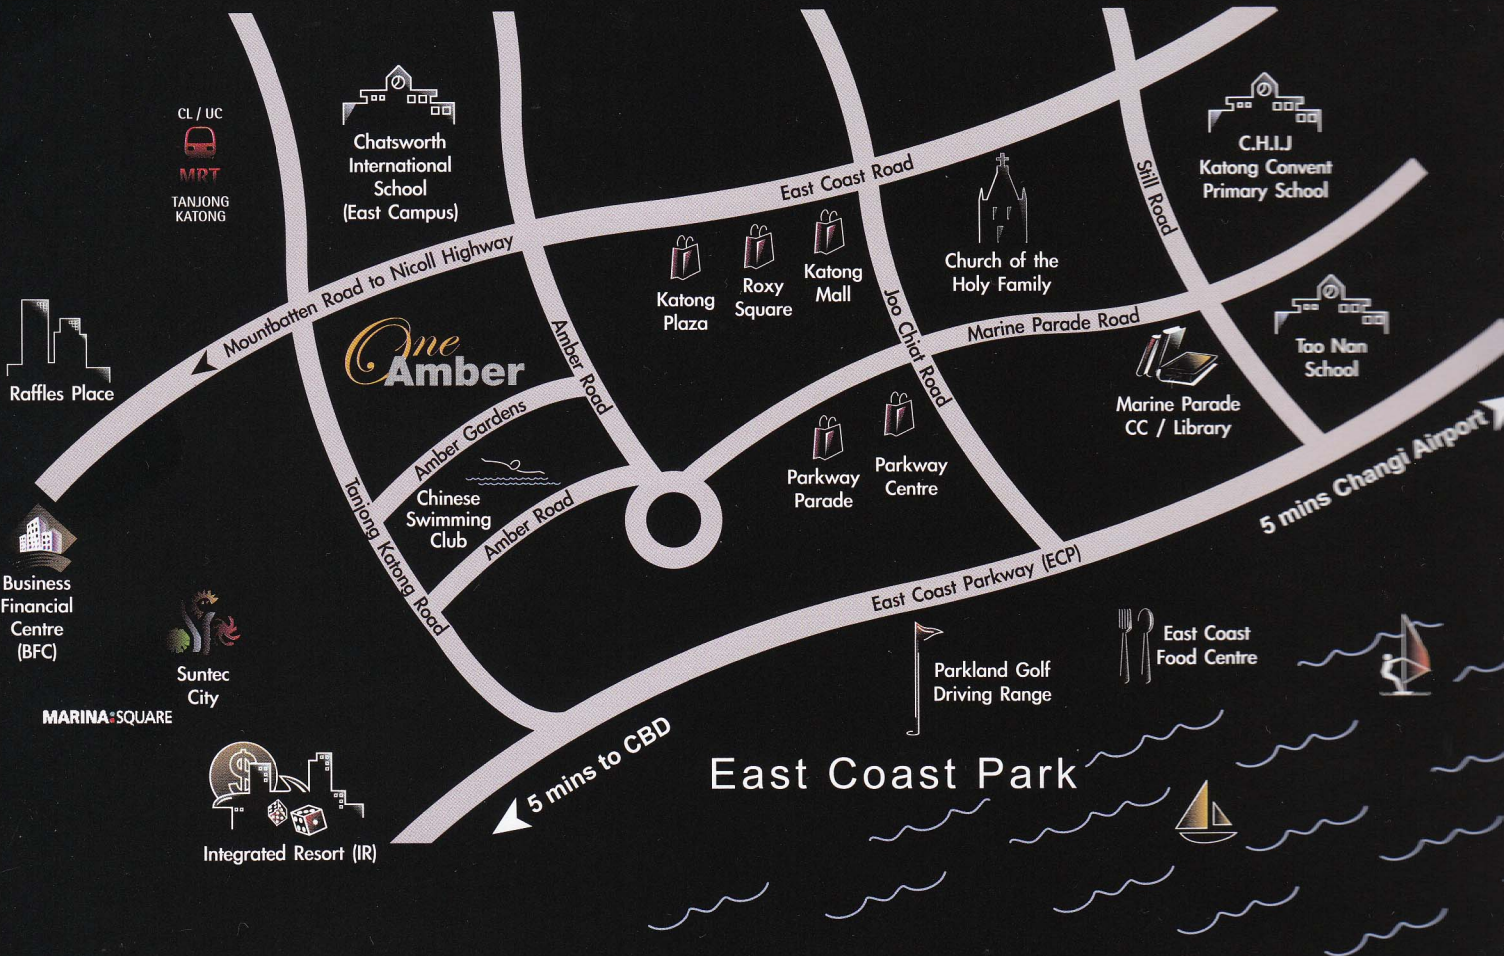 CL / UC
MRT
TANJONG
KATONG
Chatsworth
International
School
(East Campus)
C.H.I.J
Katong Convent
Primary School
Still Road
East Coast Road
Church of the
Holy Family
Katong
Mall
Roxy
Square
Katong
Plaza
Mountbatten Road to Nicoll Highway
Raffles Place
One
Amber
Amber Road
Joo Chiat Road
Marine Parade Road
Tao Nan
School
Marine Parade
CC / Library
Amber Gardens
Chinese
Swimming
Club
Amber Road
Tanjong Katong Road
Parkway
Parade
Parkway
Centre
5 mins Changi Airport
East Coast Parkway (ECP)
Business
Financial
Centre
(BFC)
Suntec
City
MARINA:SQUARE
Integrated Resort (IR)
5 mins to CBD
Parkland Golf
Driving Range
East Coast
Food Centre
East Coast Park